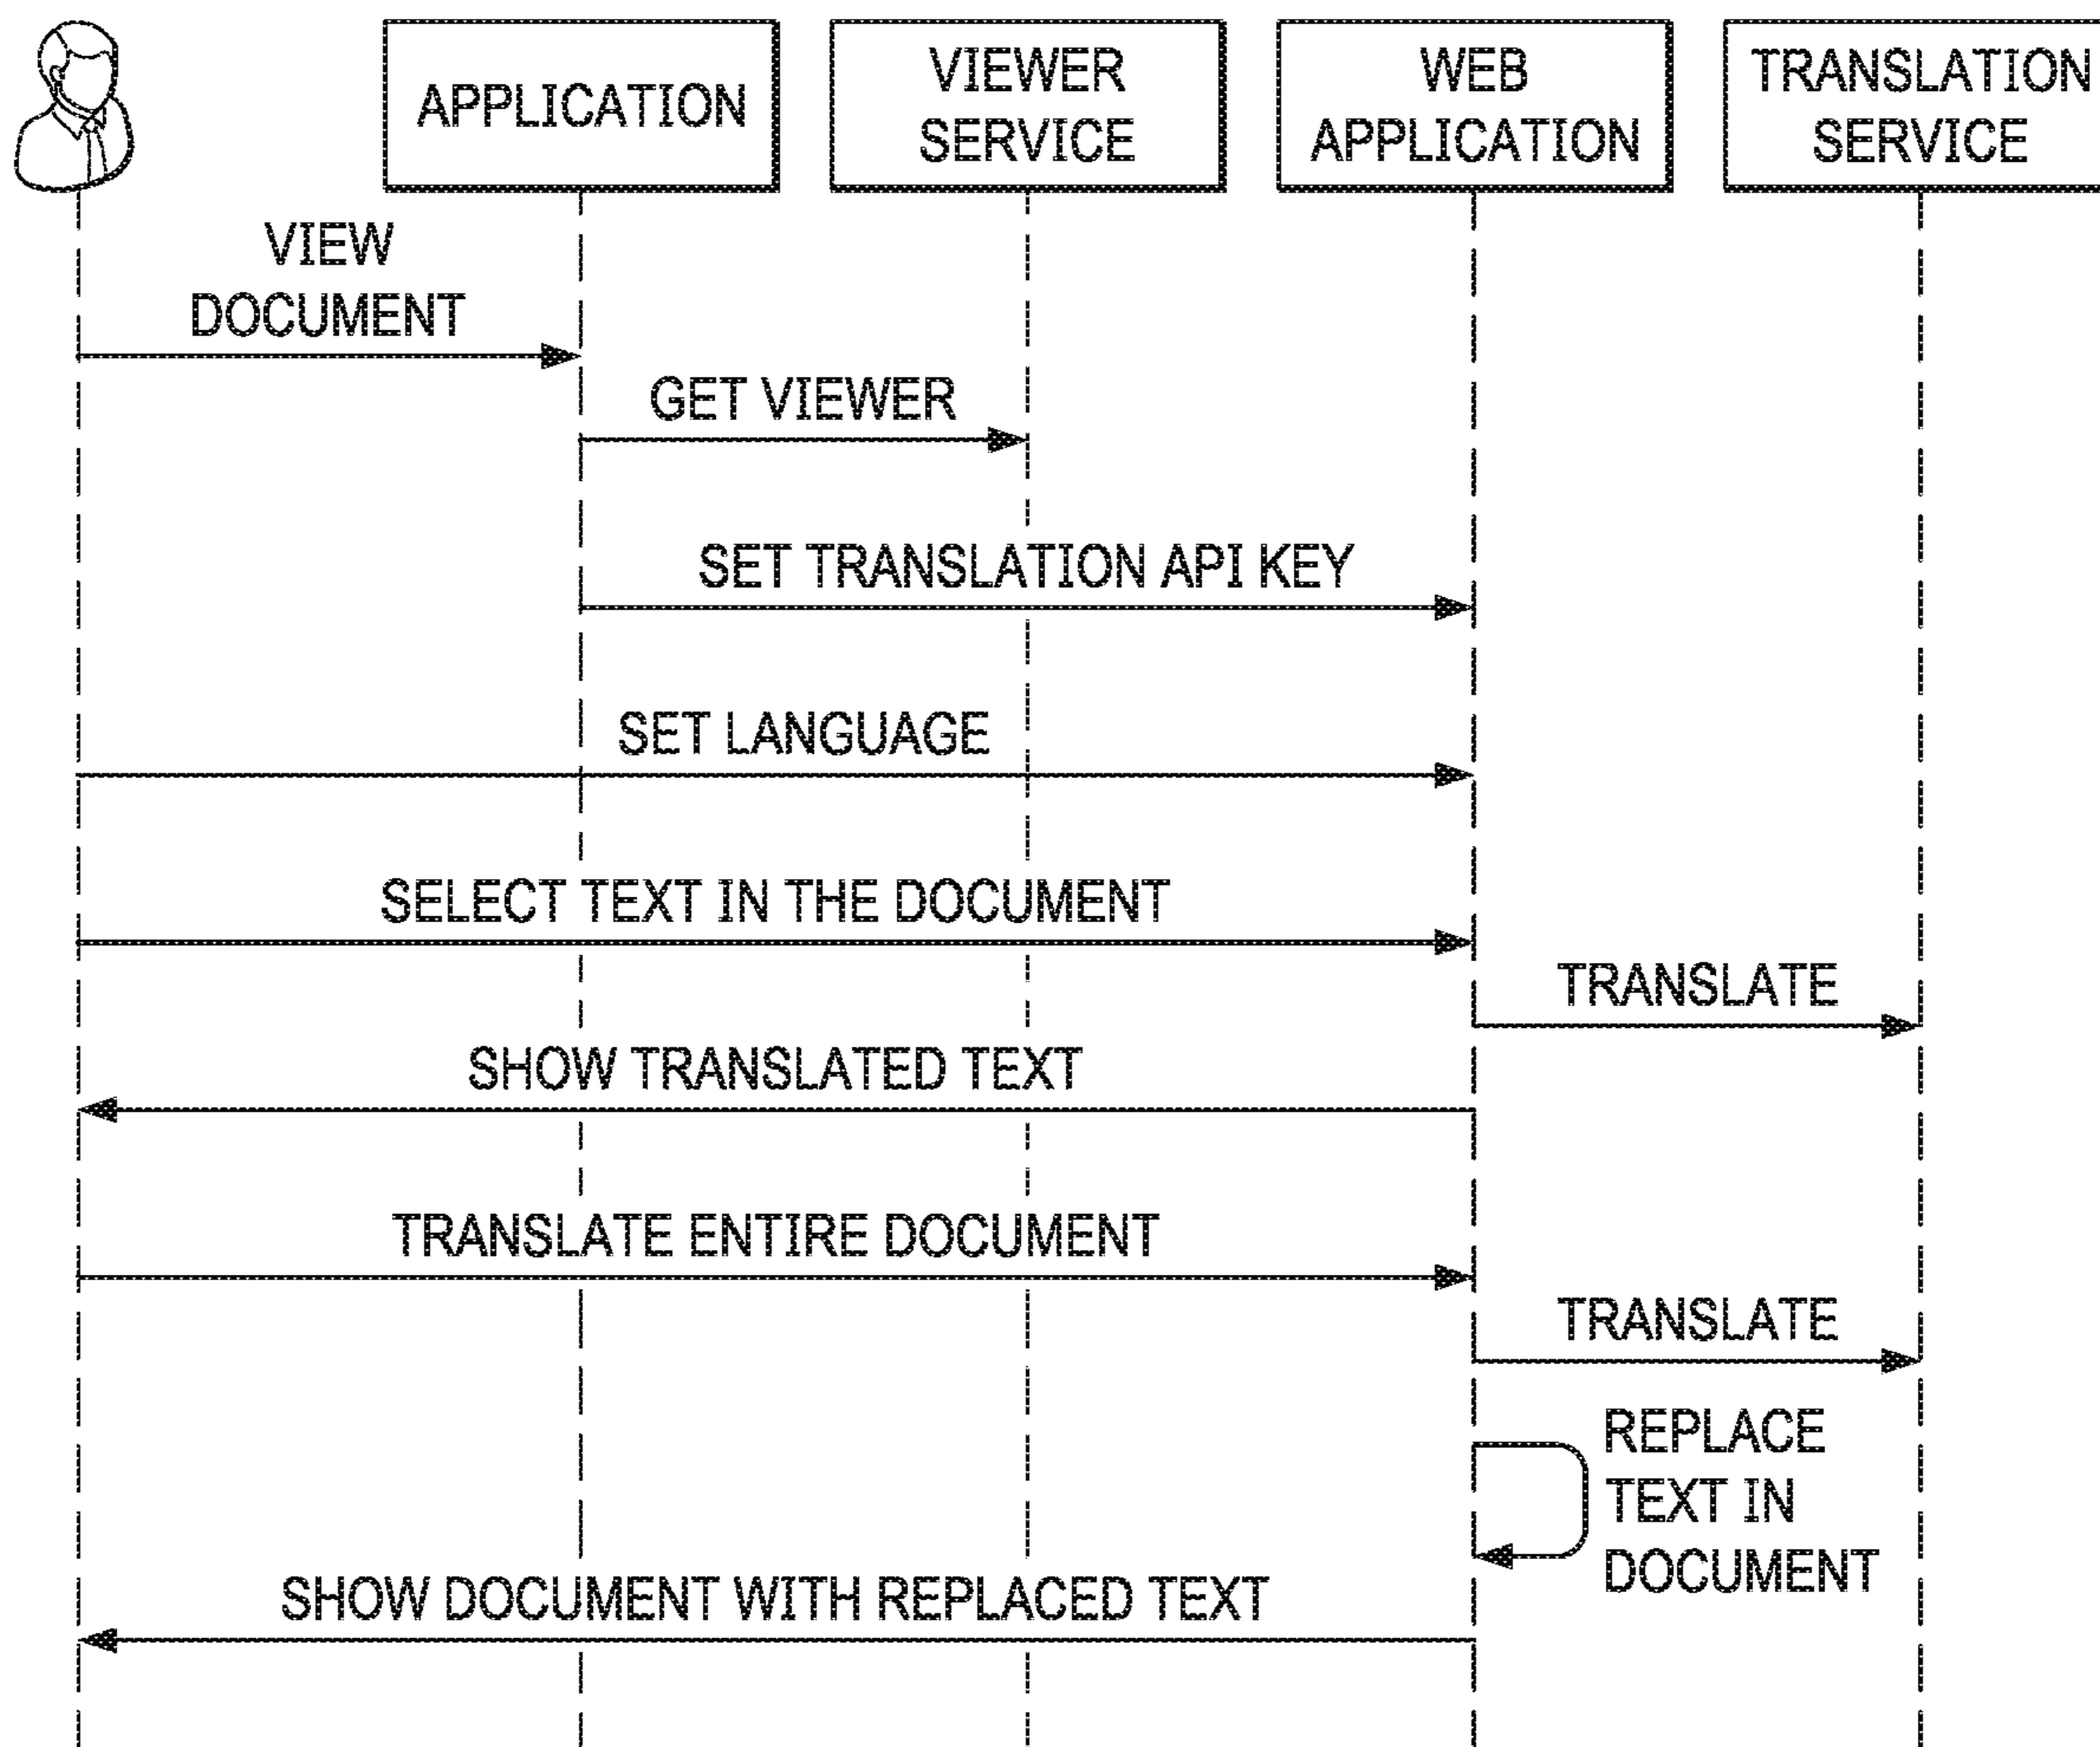 APPLICATION
VIEWER
SERVICE
WEB
APPLICATION
TRANSLATION
SERVICE
VIEW
DOCUMENT
GET VIEWER
SET TRANSLATION API KEY
SET LANGUAGE
SELECT TEXT IN THE DOCUMENT
TRANSLATE
SHOW TRANSLATED TEXT
TRANSLATE ENTIRE DOCUMENT
TRANSLATE
REPLACE
TEXT IN
DOCUMENT
SHOW DOCUMENT WITH REPLACED TEXT